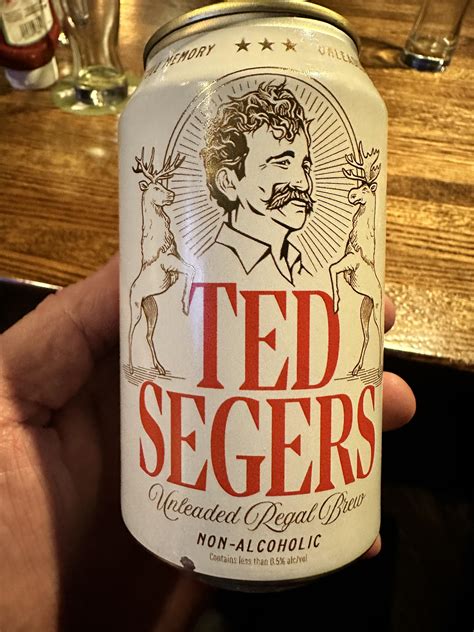 MEMORY ★★★
TED
SEGERS
Unleaded Regal Brew
NON-ALCOHOLIC
Contains less than 0.5% alc/vol